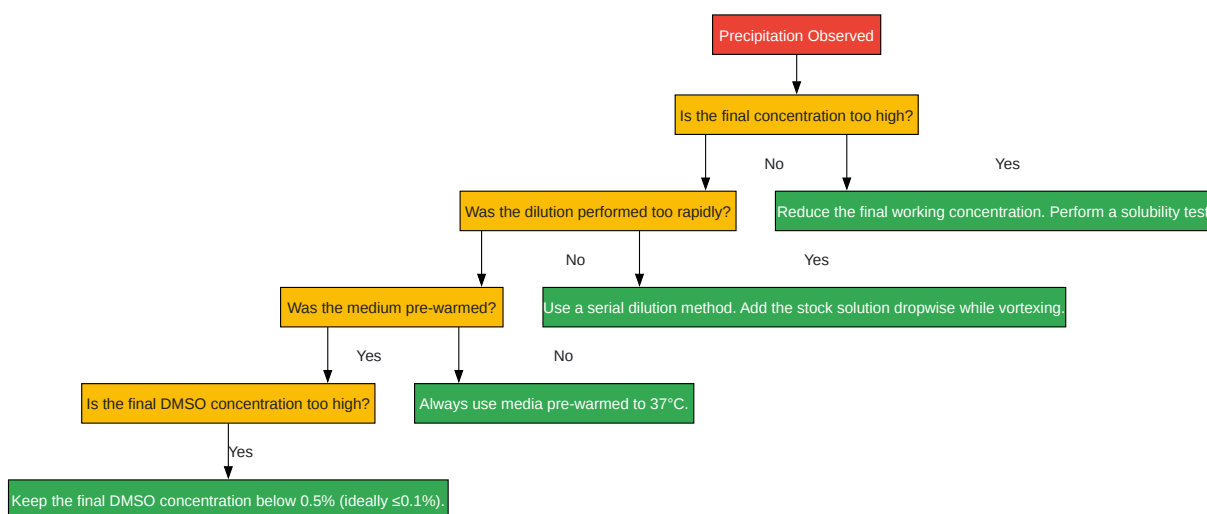 Precipitation Observed
Is the final concentration too high?
No
Yes
Was the dilution performed too rapidly?
Reduce the final working concentration. Perform a solubility test
No
Yes
Was the medium pre-warmed?
Use a serial dilution method. Add the stock solution dropwise while vortexing.
Yes
No
Is the final DMSO concentration too high?
Always use media pre-warmed to 37°C.
Yes
Keep the final DMSO concentration below 0.5% (ideally ≤0.1%).